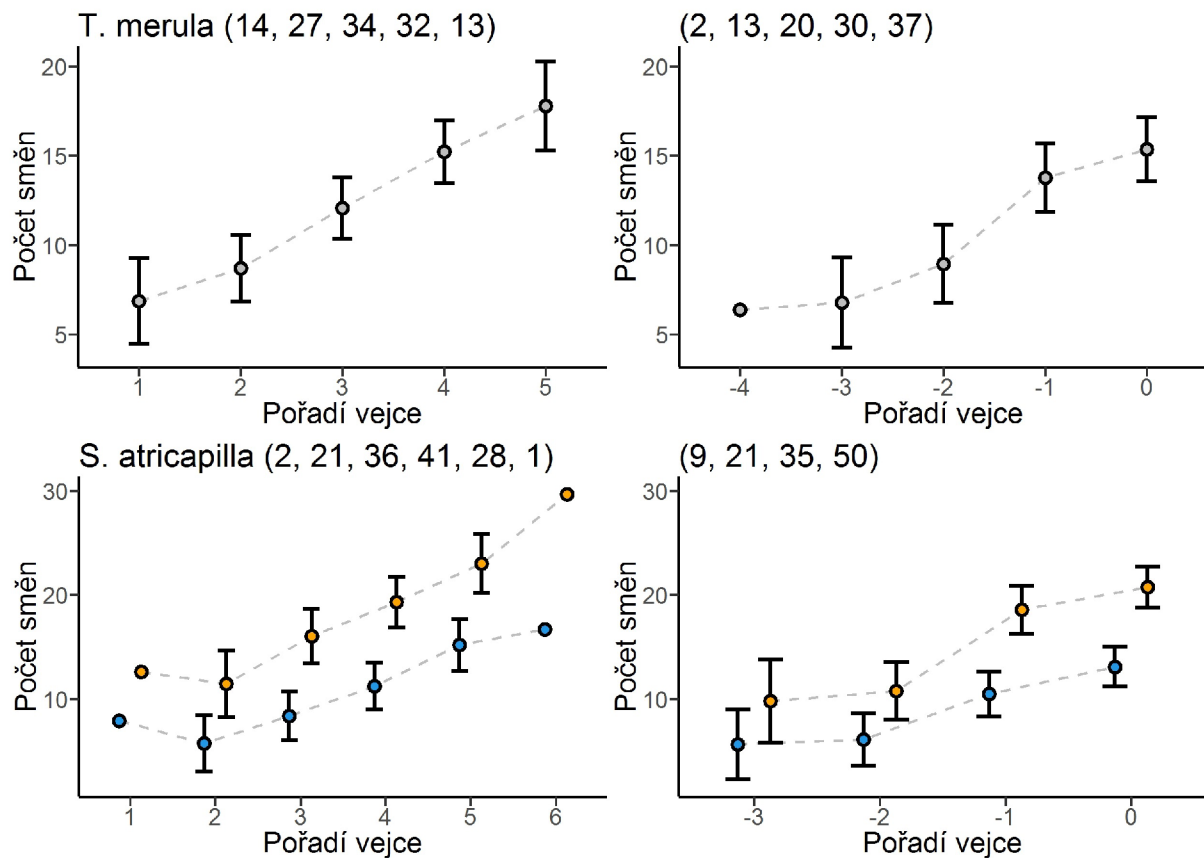 T. merula (14, 27, 34, 32, 13)
Počet směn
20
15
10
5
1 2 3 4 5
Pořadí vejce
(2, 13, 20, 30, 37)
Počet směn
20
15
10
5
-4 -3 -2 -1 0
Pořadí vejce
S. atricapilla (2, 21, 36, 41, 28, 1)
Počet směn
30
20
10
1 2 3 4 5 6
Pořadí vejce
(9, 21, 35, 50)
Počet směn
30
20
10
-3 -2 -1 0
Pořadí vejce